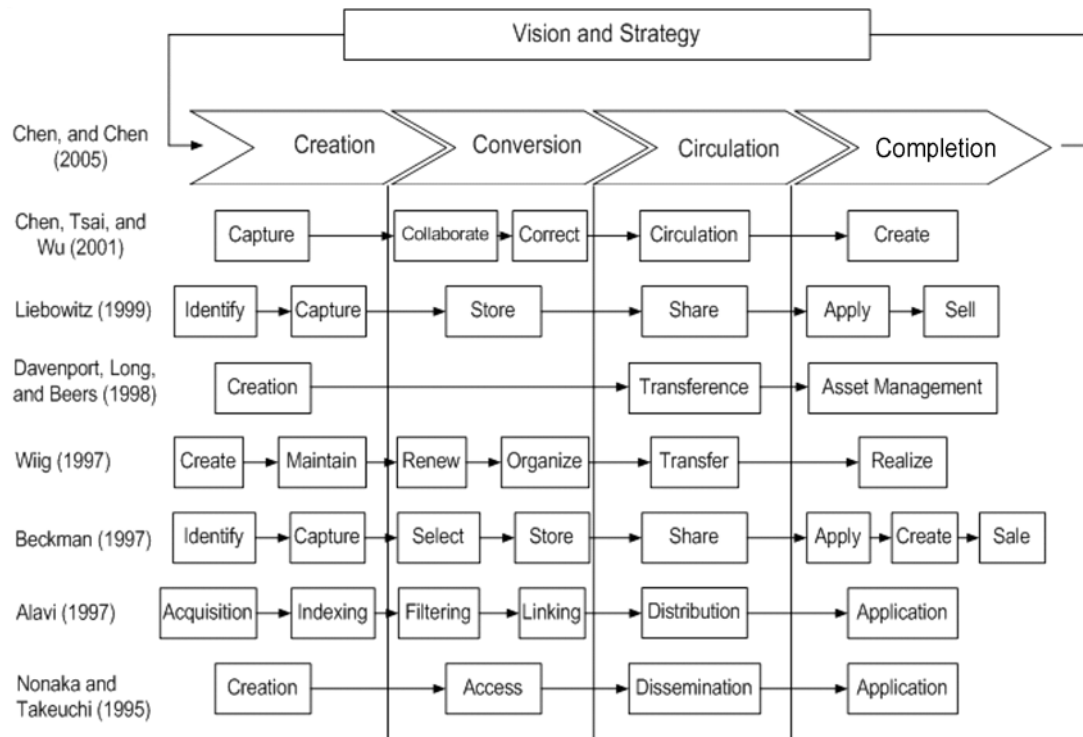 Vision and Strategy
Chen, and Chen
(2005)
Creation
Conversion
Circulation
Completion
Chen, Tsai, and
Wu (2001)
Capture
Collaborate
Correct
Circulation
Create
Liebowitz (1999)
Identify
Capture
Store
Share
Apply
Sell
Davenport, Long,
and Beers (1998)
Creation
Transference
Asset Management
Wiig (1997)
Create
Maintain
Renew
Organize
Transfer
Realize
Beckman (1997)
Identify
Capture
Select
Store
Share
Apply
Create
Sale
Alavi (1997)
Acquisition
Indexing
Filtering
Linking
Distribution
Application
Nonaka and
Takeuchi (1995)
Creation
Access
Dissemination
Application